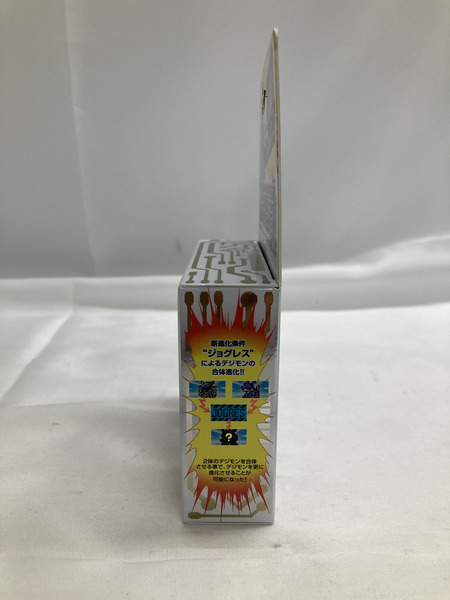 新進化条件
"ジョグレス"
によるデジモンの
合体進化!!
JOGRES
?
2体のデジモンを合体
させる事で、デジモンを更に
進化させることが
可能になった!